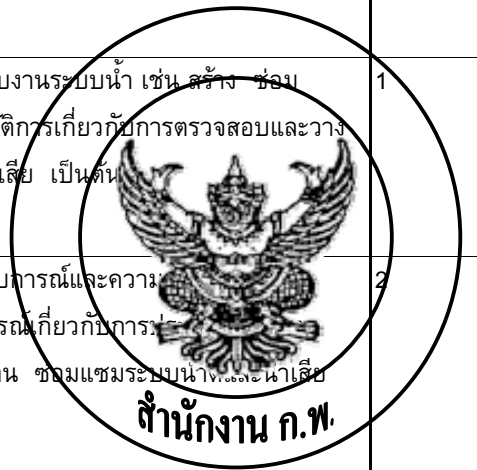 บงานระบบน้ำ เช่น สร้าง ซ่อม 1
ติการเกี่ยวกับการตรวจสอบและวาง
เสีย เป็นต้น
บการณ์และความ 2
รณ์เกี่ยวกับการ
น ซ่อมแซมระบบน้ำดีและน้ำเสีย
สำนักงาน ก.พ.